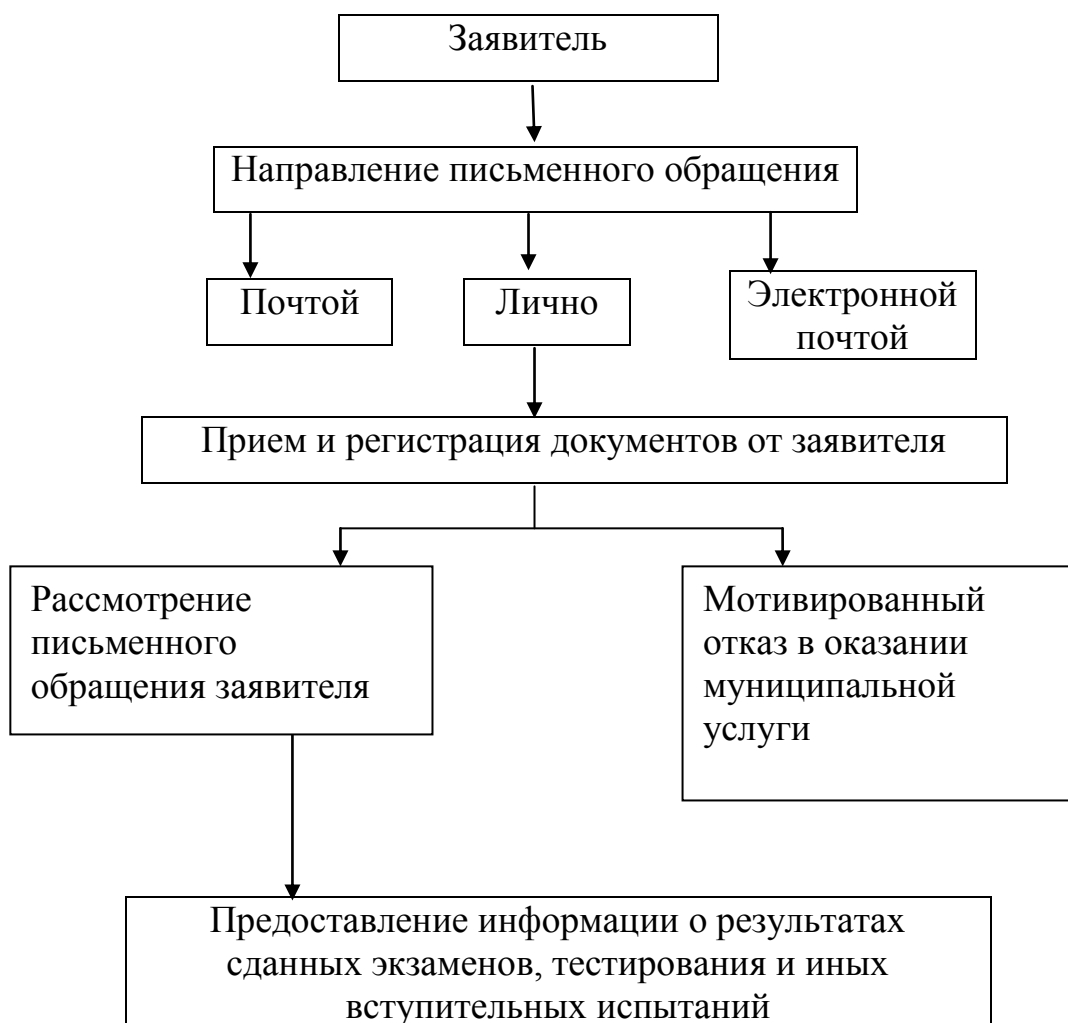 Заявитель
Направление письменного обращения
Почтой
Лично
Электронной
почтой
Прием и регистрация документов от заявителя
Рассмотрение
письменного
обращения заявителя
Мотивированный
отказ в оказании
муниципальной
услуги
Предоставление информации о результатах
сданных экзаменов, тестирования и иных
вступительных испытаний